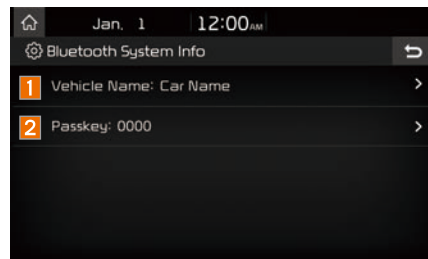 Jan. 1 12:00AM
Bluetooth System Info
1 Vehicle Name: Car Name
2 Passkey: 0000